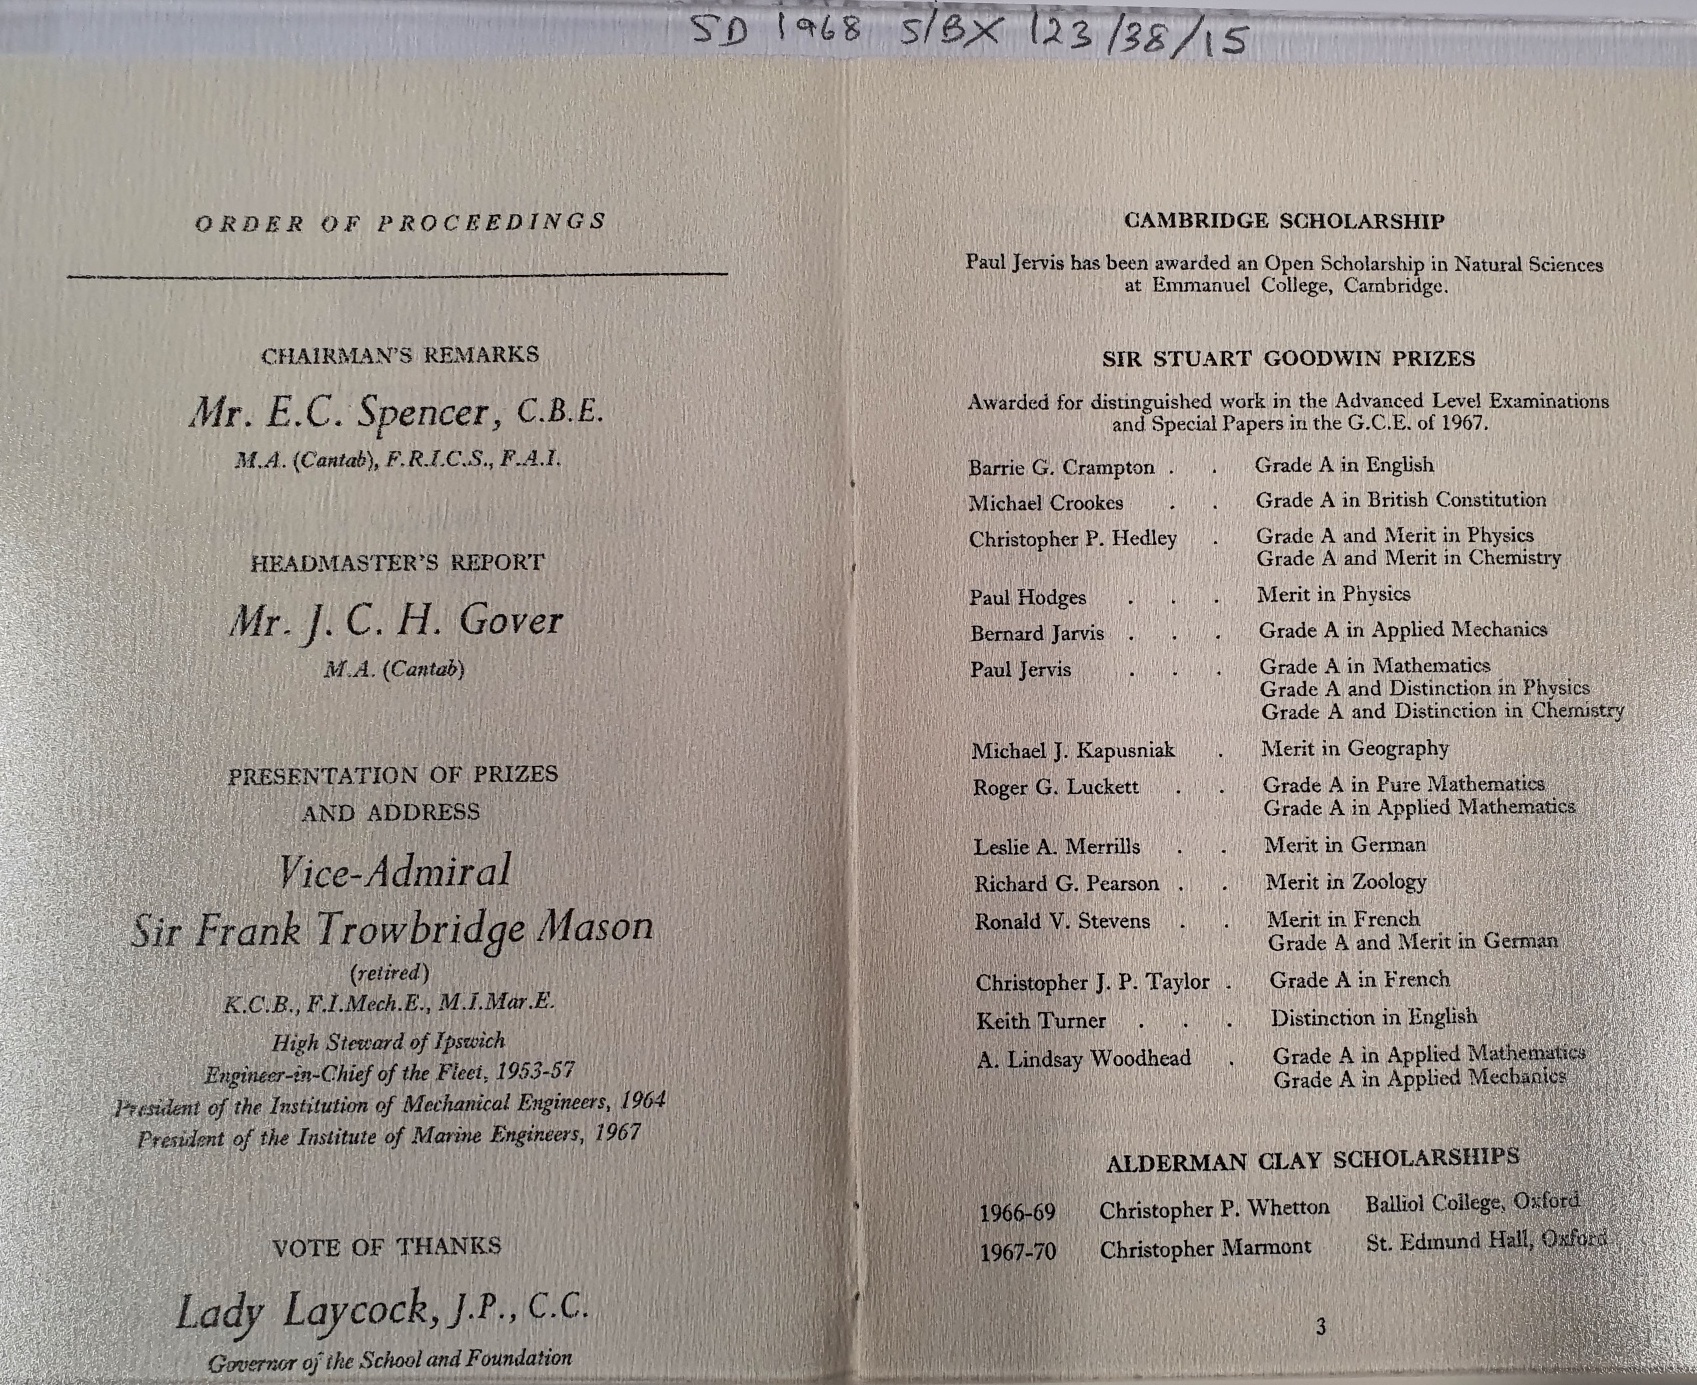 SD 1968 S/BX 123/38/15
ORDER OF PROCEEDINGS
CHAIRMAN'S REMARKS
Mr. E.C. Spencer, C.B.E.
M.A. (Cantab), F.R.I.C.S., F.A.I.
HEADMASTER'S REPORT
Mr. J. C. H. Gover
M.A. (Cantab)
PRESENTATION OF PRIZES
AND ADDRESS
Vice-Admiral
Sir Frank Trowbridge Mason
(retired)
K.C.B., F.I.Mech.E., M.I.Mar.E.
High Steward of Ipswich
Engineer-in-Chief of the Fleet, 1953-57
President of the Institution of Mechanical Engineers, 1964
President of the Institute of Marine Engineers, 1967
VOTE OF THANKS
Lady Laycock, J.P., C.C.
Governor of the School and Foundation
CAMBRIDGE SCHOLARSHIP
Paul Jervis has been awarded an Open Scholarship in Natural Sciences
at Emmanuel College, Cambridge.
SIR STUART GOODWIN PRIZES
Awarded for distinguished work in the Advanced Level Examinations
and Special Papers in the G.C.E. of 1967.
Barrie G. Crampton . . Grade A in English
Michael Crookes . . Grade A in British Constitution
Christopher P. Hedley . Grade A and Merit in Physics
Grade A and Merit in Chemistry
Paul Hodges . . . Merit in Physics
Bernard Jarvis . . . Grade A in Applied Mechanics
Paul Jervis . . . Grade A in Mathematics
Grade A and Distinction in Physics
Grade A and Distinction in Chemistry
Michael J. Kapusniak . Merit in Geography
Roger G. Luckett . . Grade A in Pure Mathematics
Grade A in Applied Mathematics
Leslie A. Merrills . . Merit in German
Richard G. Pearson . . Merit in Zoology
Ronald V. Stevens . . Merit in French
Grade A and Merit in German
Christopher J. P. Taylor . Grade A in French
Keith Turner . . . Distinction in English
A. Lindsay Woodhead . Grade A in Applied Mathematics
Grade A in Applied Mechanics
ALDERMAN CLAY SCHOLARSHIPS
1966-69 Christopher P. Whetton Balliol College, Oxford
1967-70 Christopher Marmont St. Edmund Hall, Oxford
3